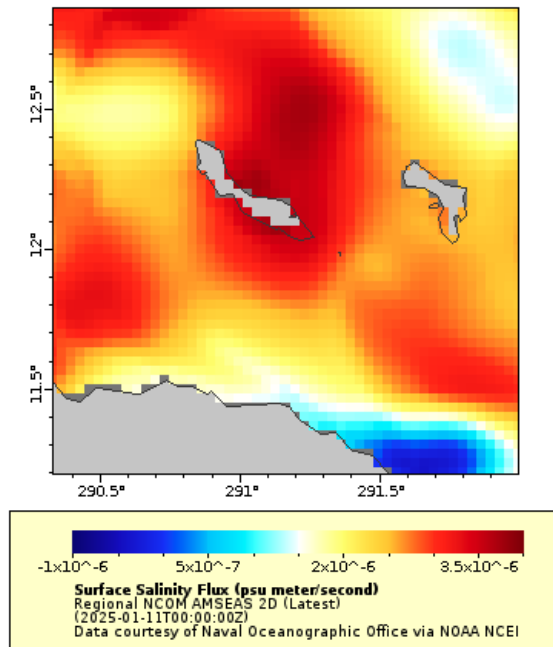 12.5°
12°
11.5°
290.5° 291° 291.5°
-1x10^-6 5x10^-7 2x10^-6 3.5x10^-6
Surface Salinity Flux (psu meter/second)
Regional NCOM AMSEAS 2D (Latest)
(2025-01-11T00:00:00Z)
Data courtesy of Naval Oceanographic Office via NOAA NCEI